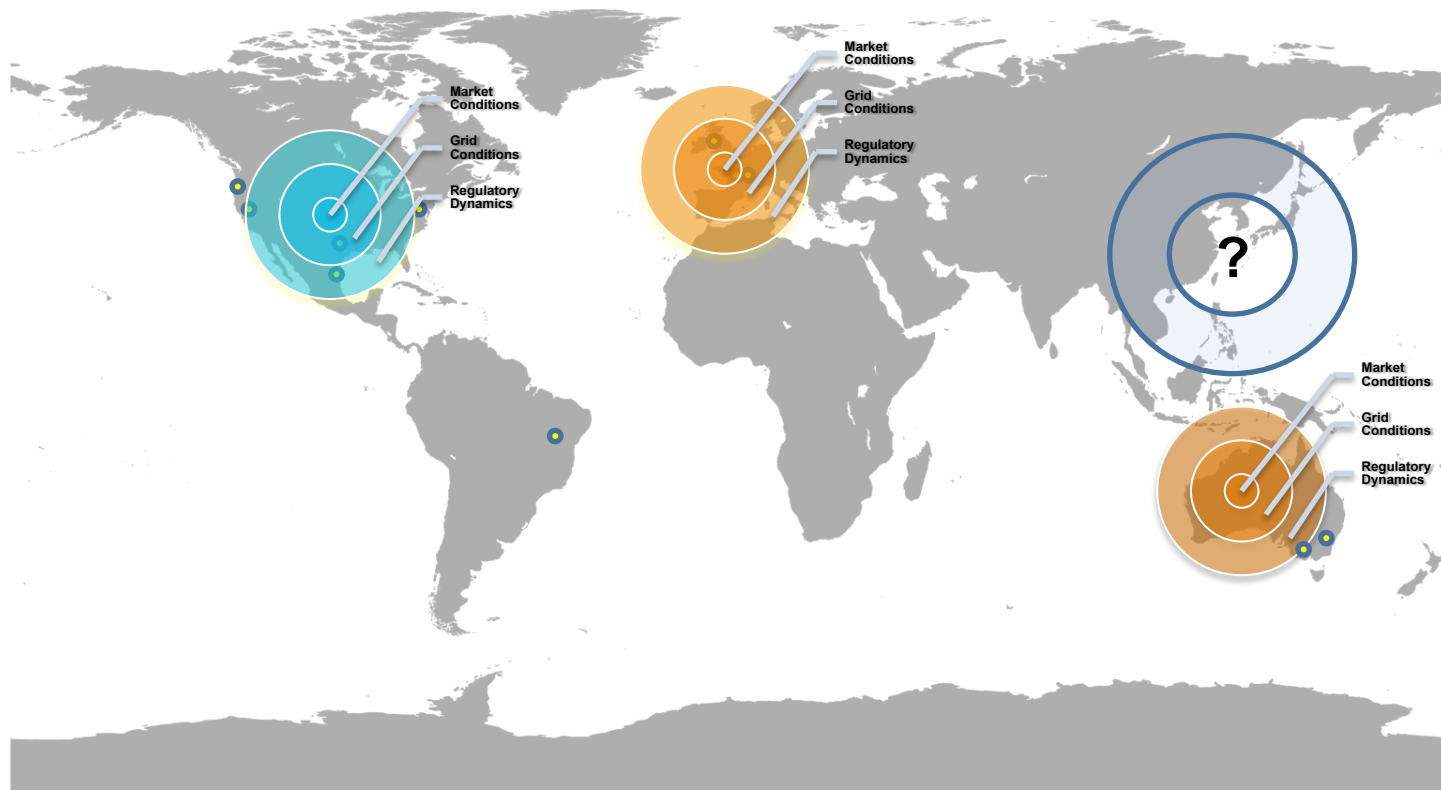 Market
Conditions
Grid
Conditions
Regulatory
Dynamics
Market
Conditions
Grid
Conditions
Regulatory
Dynamics
?
Market
Conditions
Grid
Conditions
Regulatory
Dynamics